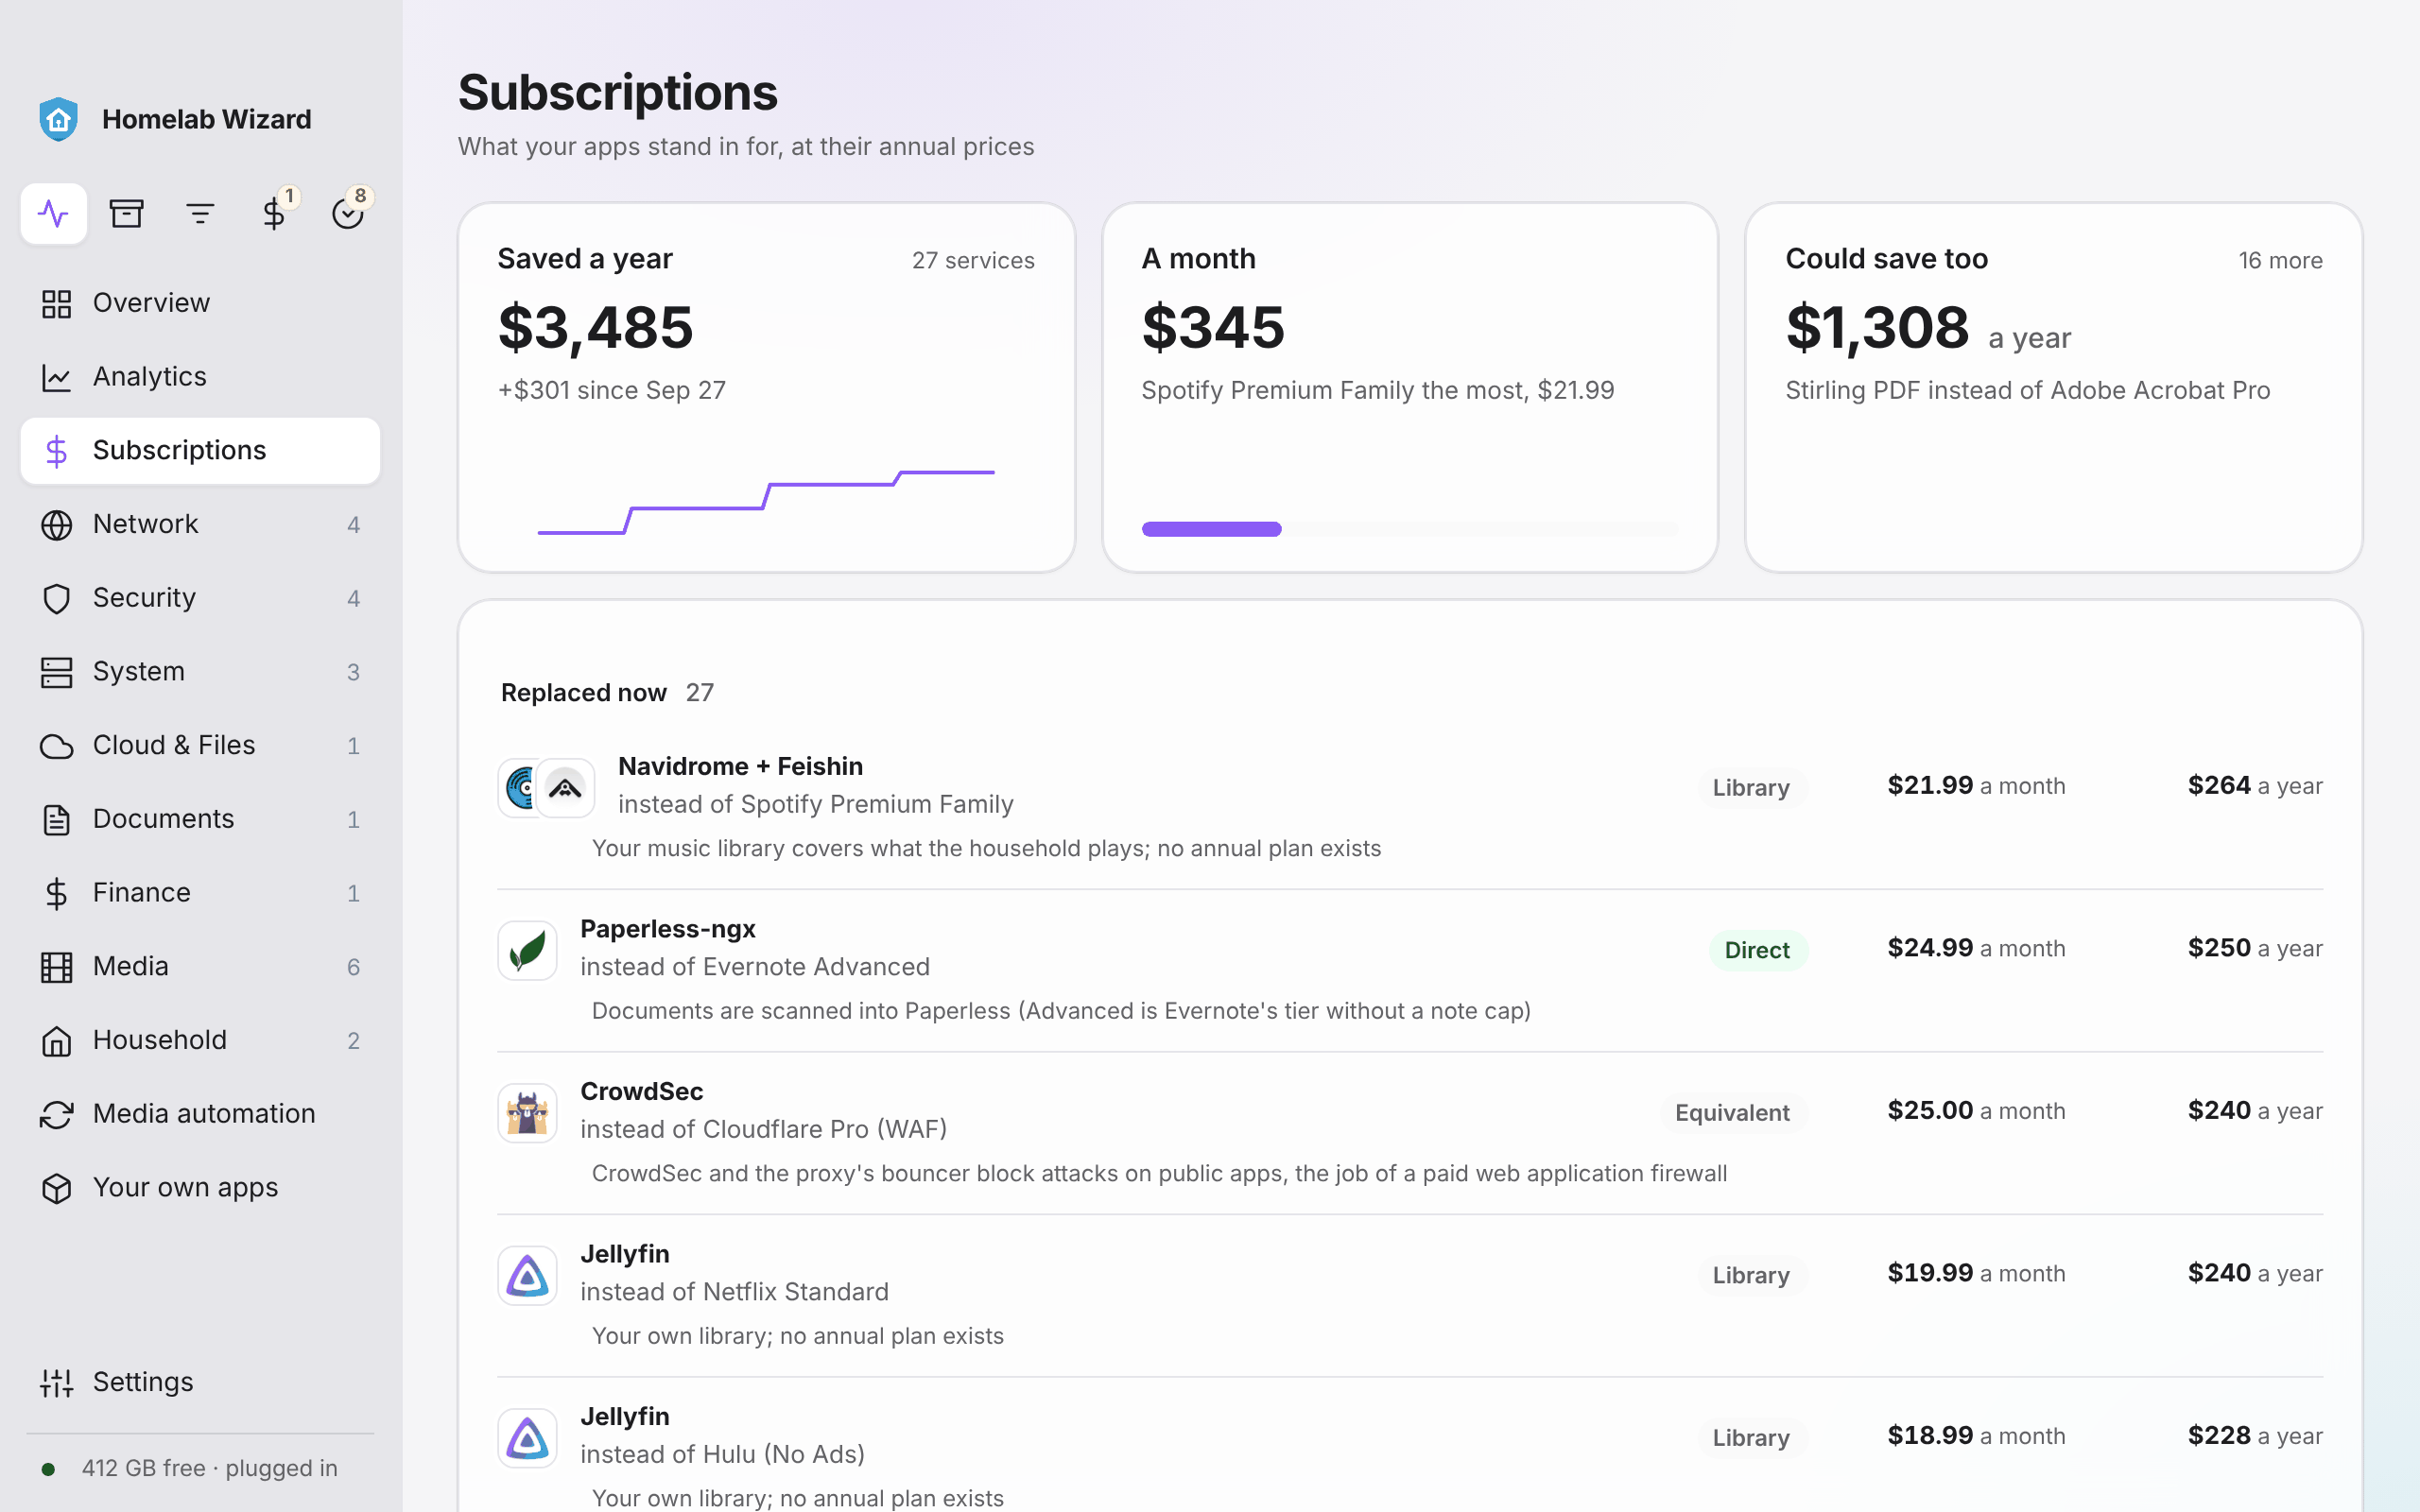 Homelab Wizard
1
8
Overview
Analytics
Subscriptions
Network 4
Security 4
System 3
Cloud & Files 1
Documents 1
Finance 1
Media 6
Household 2
Media automation
Your own apps
Settings
412 GB free · plugged in
Subscriptions
What your apps stand in for, at their annual prices
Saved a year 27 services
$3,485
+$301 since Sep 27
A month
$345
Spotify Premium Family the most, $21.99
Could save too 16 more
$1,308 a year
Stirling PDF instead of Adobe Acrobat Pro
Replaced now 27
Navidrome + Feishin
instead of Spotify Premium Family
Library $21.99 a month $264 a year
Your music library covers what the household plays; no annual plan exists
Paperless-ngx
instead of Evernote Advanced
Direct $24.99 a month $250 a year
Documents are scanned into Paperless (Advanced is Evernote's tier without a note cap)
CrowdSec
instead of Cloudflare Pro (WAF)
Equivalent $25.00 a month $240 a year
CrowdSec and the proxy's bouncer block attacks on public apps, the job of a paid web application firewall
Jellyfin
instead of Netflix Standard
Library $19.99 a month $240 a year
Your own library; no annual plan exists
Jellyfin
instead of Hulu (No Ads)
Library $18.99 a month $228 a year
Your own library; no annual plan exists